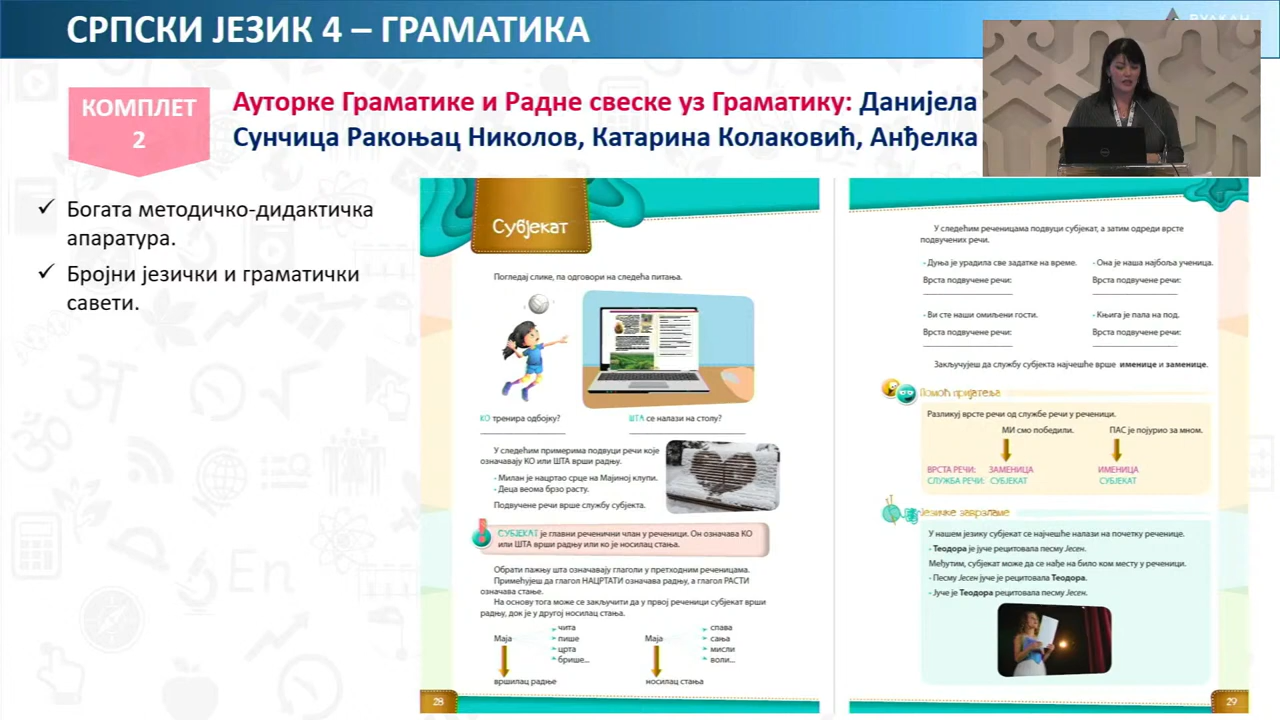 СРПСКИ ЈЕЗИК 4 – ГРАМАТИКА
КОМПЛЕТ
2
Ауторке Граматике и Радне свеске уз Граматику: Данијела
Сунчица Ракоњац Николов, Катарина Колаковић, Анђелка
✓ Богата методичко-дидактичка
апаратура.
✓ Бројни језички и граматички
савети.
Субјекат
Погледај слике, па одговори на следећа питања.
КО тренира одбојку?
ШТА се налази на столу?
У следећим примерима подвуци речи које
означавају КО или ШТА врши радњу.
- Милан је нацртао срце на Мајиној клупи.
- Деца веома брзо расту.
Подвучене речи врше службу субјекта.
СУБЈЕКАТ је главни реченични члан у реченици. Он означава КО
или ШТА врши радњу или ко је носилац стања.
Обрати пажњу шта означавају глаголи у претходним реченицама.
Примећујеш да глагол НАЦРТАТИ означава радњу, а глагол РАСТИ
означава стање.
На основу тога може се закључити да у првој реченици субјекат врши
радњу, док је у другој носилац стања.
Маја
чита
пише
црта
брише...
вршилац радње
Маја
спава
сања
мисли
воли...
носилац стања
28
У следећим реченицама подвуци субјекат, а затим одреди врсте
подвучених речи.
- Дуња је урадила све задатке на време.
- Она је наша најбоља ученица.
Врста подвучене речи:
Врста подвучене речи:
- Ви сте наши омиљени гости.
- Књига је пала на под.
Врста подвучене речи:
Врста подвучене речи:
Закључујеш да службу субјекта најчешће врше именице и заменице.
Помоћ пријатеља
Разликуј врсте речи од службе речи у реченици.
МИ смо победили.
ПАС је појурио за мном.
ВРСТА РЕЧИ: ЗАМЕНИЦА ИМЕНИЦА
СЛУЖБА РЕЧИ: СУБЈЕКАТ СУБЈЕКАТ
Језичке заврзламе
У нашем језику субјекат се најчешће налази на почетку реченице.
- Теодора је јуче рецитовала песму Јесен.
Међутим, субјекат може да се нађе на било ком месту у реченици.
- Песму Јесен јуче је рецитовала Теодора.
- Јуче је Теодора рецитовала песму Јесен.
29